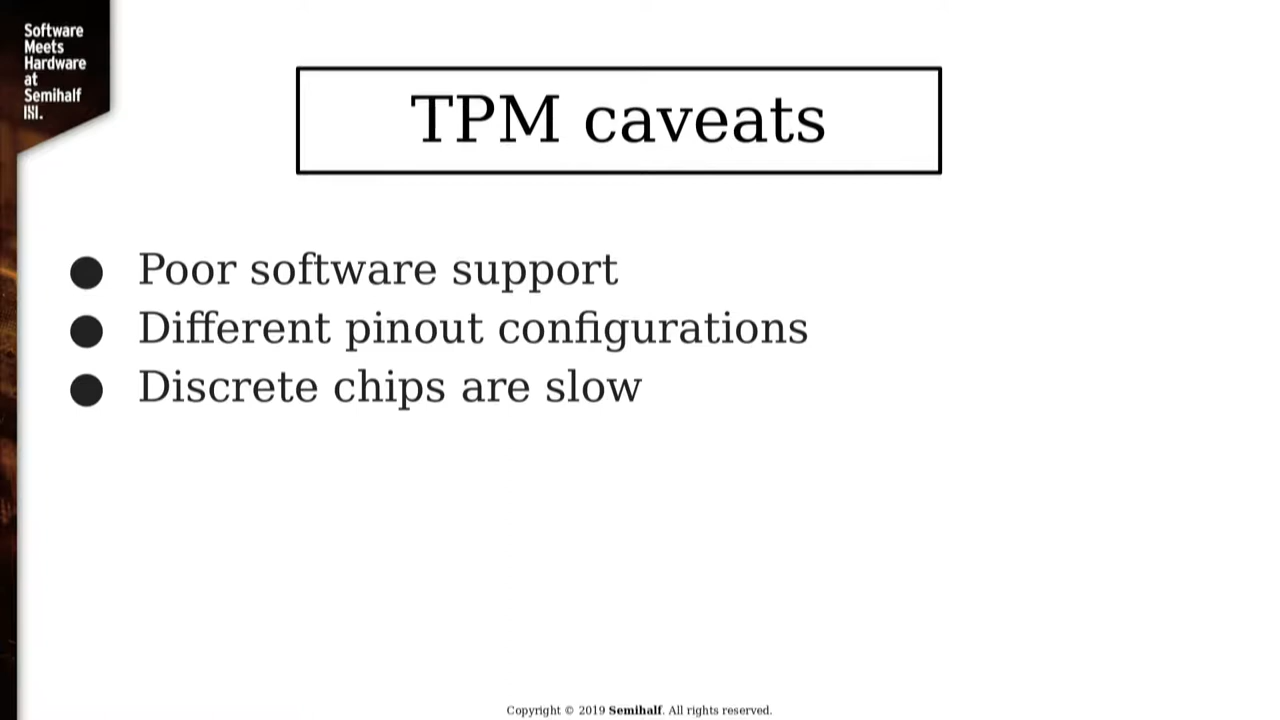 Software
Meets
Hardware
at
Semihalf
TPM caveats
● Poor software support
● Different pinout configurations
● Discrete chips are slow
Copyright © 2019 Semihalf. All rights reserved.